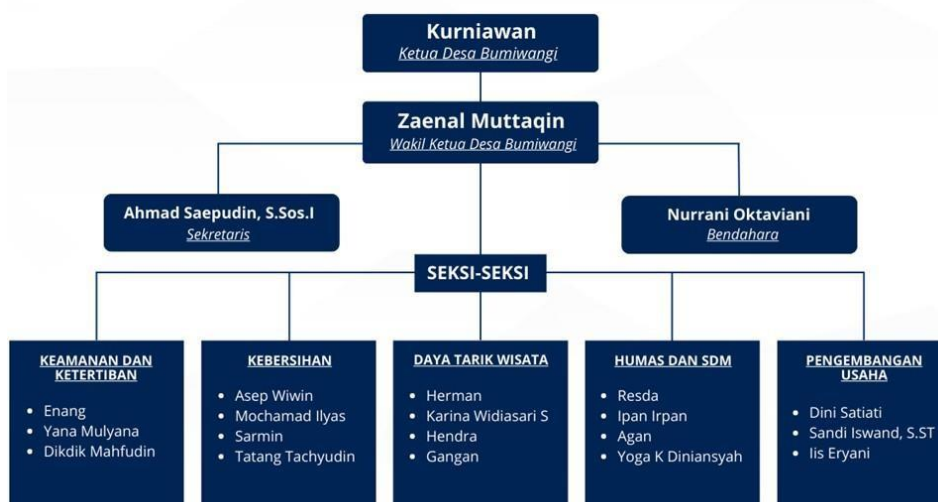 Kurniawan
Ketua Desa Bumiwangi
Zaenal Muttaqin
Wakil Ketua Desa Bumiwangi
Ahmad Saepudin, S.Sos.I
Sekretaris
Nurrani Oktaviani
Bendahara
SEKSI-SEKSI
KEAMANAN DAN
KETERTIBAN
• Enang
• Yana Mulyana
• Dikdik Mahfudin
KEBERSIHAN
• Asep Wiwin
• Mochamad Ilyas
• Sarmin
• Tatang Tachyudin
DAYA TARIK WISATA
• Herman
• Karina Widiasari S
• Hendra
• Gangan
HUMAS DAN SDM
• Resda
• Ipan Irpan
• Agan
• Yoga K Diniansyah
PENGEMBANGAN
USAHA
• Dini Satiati
• Sandi Iswand, S.ST
• Iis Eryani